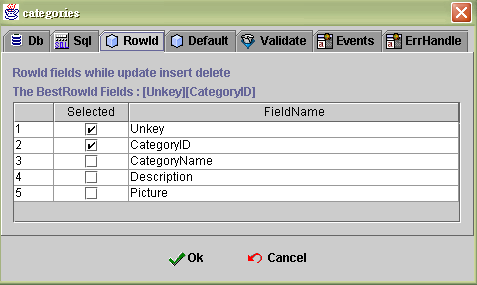 categories
Db Sql RowId Default Validate Events ErrHandle
RowId fields while update insert delete
The BestRowId Fields : [Unkey][CategoryID]
Selected FieldName
1 Unkey
2 CategoryID
3 CategoryName
4 Description
5 Picture
Ok Cancel